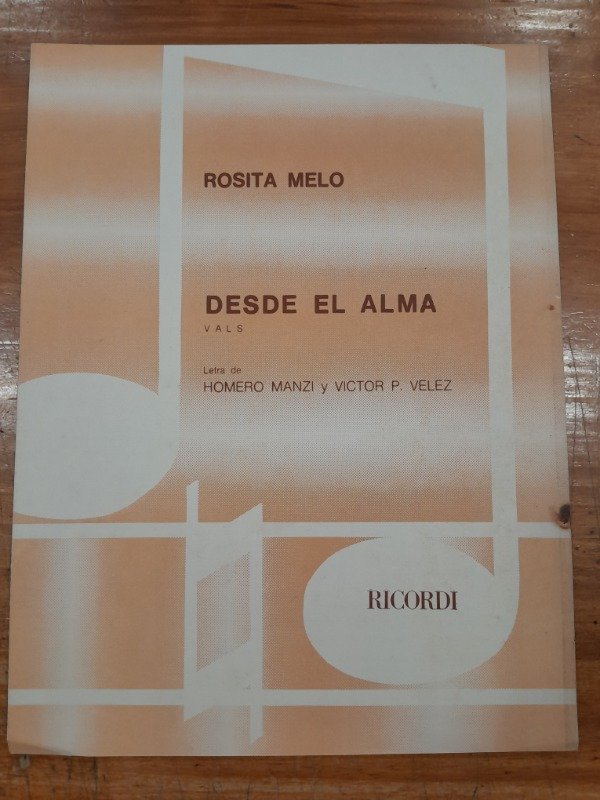 ROSITA MELO
DESDE EL ALMA
VALS
Letra de
HOMERO MANZI y VICTOR P. VELEZ
RICORDI